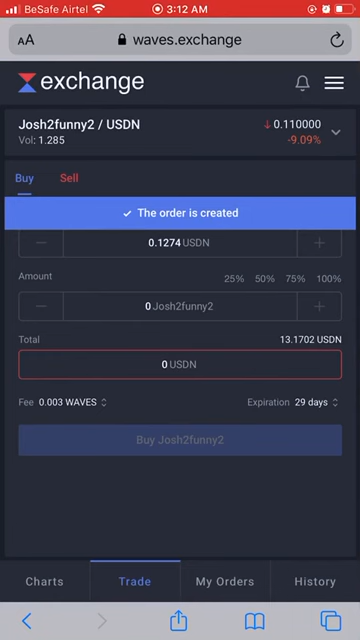 BeSafe Airtel 3:12 AM
AA waves.exchange
exchange
Josh2funny2 / USDN 0.110000
Vol: 1.285 -9.09%
Buy Sell
The order is created
0.1274 USDN
Amount 25% 50% 75% 100%
0 Josh2funny2
Total 13.1702 USDN
0 USDN
Fee 0.003 WAVES Expiration 29 days
Buy Josh2funny2
Charts Trade My Orders History